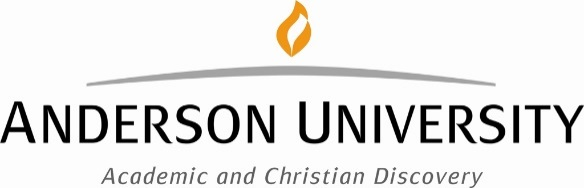 ANDERSON UNIVERSITY
Academic and Christian Discovery